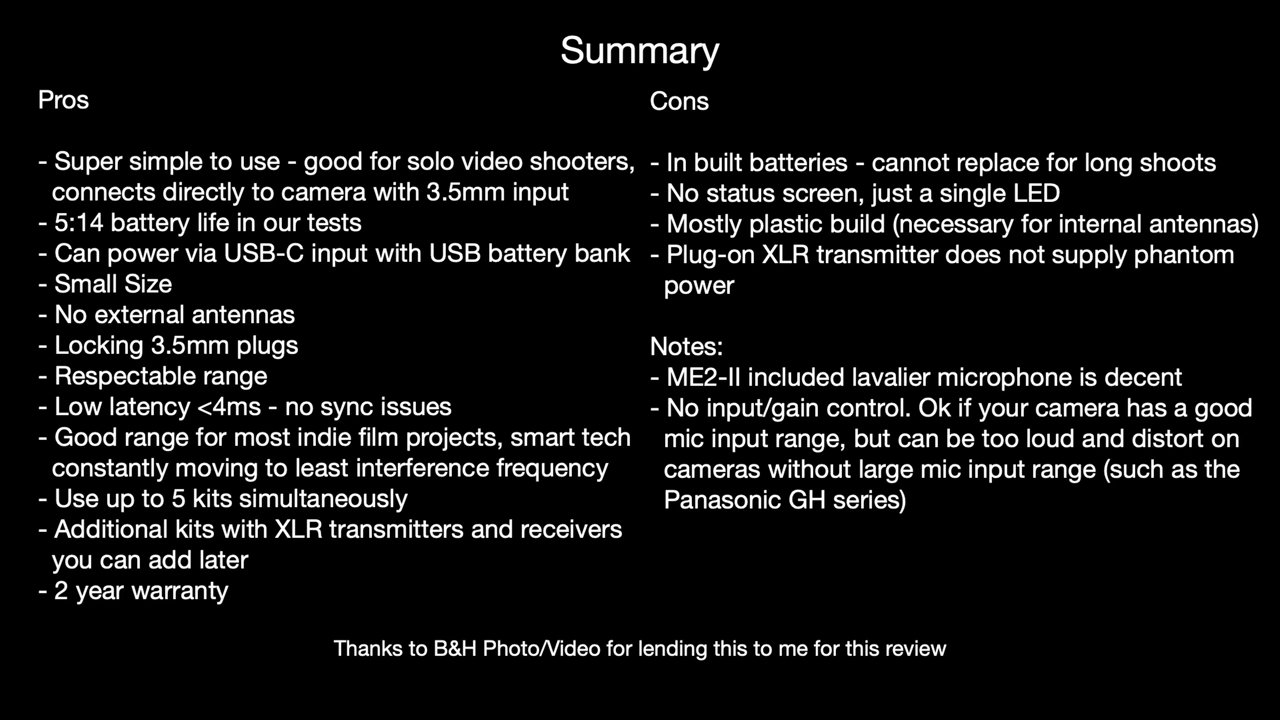 Summary
Pros
- Super simple to use - good for solo video shooters,
connects directly to camera with 3.5mm input
- 5:14 battery life in our tests
- Can power via USB-C input with USB battery bank
- Small Size
- No external antennas
- Locking 3.5mm plugs
- Respectable range
- Low latency <4ms - no sync issues
- Good range for most indie film projects, smart tech
constantly moving to least interference frequency
- Use up to 5 kits simultaneously
- Additional kits with XLR transmitters and receivers
you can add later
- 2 year warranty
Cons
- In built batteries - cannot replace for long shoots
- No status screen, just a single LED
- Mostly plastic build (necessary for internal antennas)
- Plug-on XLR transmitter does not supply phantom
power
Notes:
- ME2-II included lavalier microphone is decent
- No input/gain control. Ok if your camera has a good
mic input range, but can be too loud and distort on
cameras without large mic input range (such as the
Panasonic GH series)
Thanks to B&H Photo/Video for lending this to me for this review